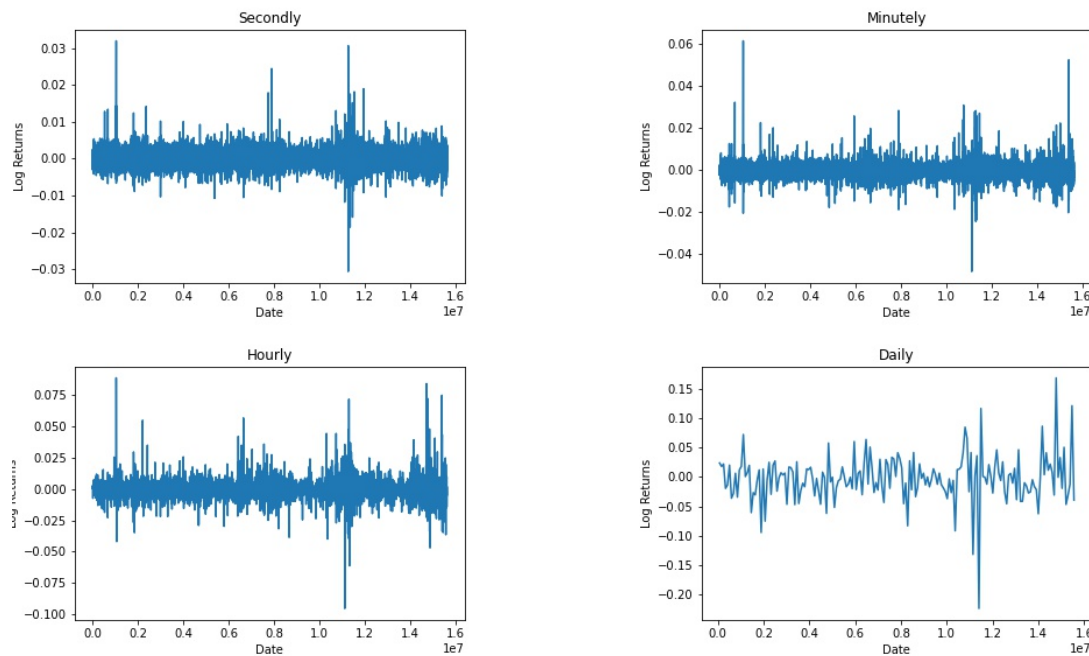 Secondly
Log Returns
0.03
0.02
0.01
0.00
−0.01
−0.02
−0.03
0.0 0.2 0.4 0.6 0.8 1.0 1.2 1.4 1.6
1e7
Date
Minutely
Log Returns
0.06
0.04
0.02
0.00
−0.02
−0.04
0.0 0.2 0.4 0.6 0.8 1.0 1.2 1.4 1.6
1e7
Date
Hourly
Log Returns
0.075
0.050
0.025
0.000
−0.025
−0.050
−0.075
−0.100
0.0 0.2 0.4 0.6 0.8 1.0 1.2 1.4 1.6
1e7
Date
Daily
Log Returns
0.15
0.10
0.05
0.00
−0.05
−0.10
−0.15
−0.20
0.0 0.2 0.4 0.6 0.8 1.0 1.2 1.4 1.6
1e7
Date